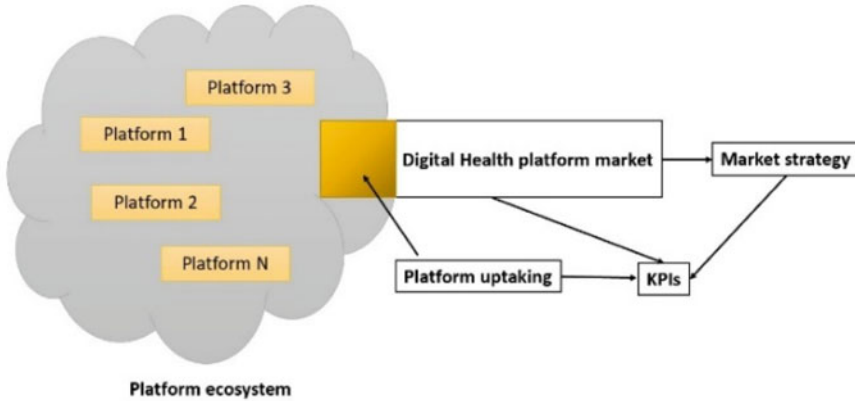 Platform 3
Platform 1
Digital Health platform market
Market strategy
Platform 2
Platform N
Platform uptaking
KPIs
Platform ecosystem